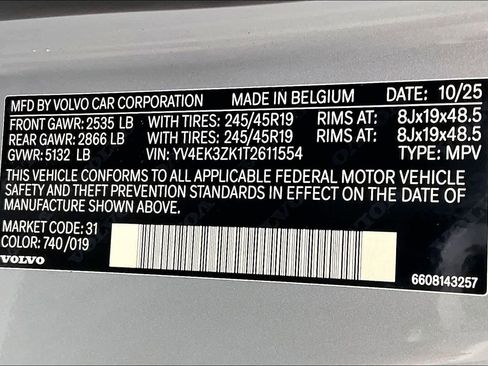 MFD BY VOLVO CAR CORPORATION MADE IN BELGIUM DATE: 10/25
FRONT GAWR: 2535 LB WITH TIRES: 245/45R19 RIMS AT: 8Jx19x48.5
REAR GAWR: 2866 LB WITH TIRES: 245/45R19 RIMS AT: 8Jx19x48.5
GVWR: 5132 LB VIN: YV4EK3ZK1T2611554 TYPE: MPV
THIS VEHICLE CONFORMS TO ALL APPLICABLE FEDERAL MOTOR VEHICLE
SAFETY AND THEFT PREVENTION STANDARDS IN EFFECT ON THE DATE OF
MANUFACTURE SHOWN ABOVE.
MARKET CODE: 31
COLOR: 740/019
VOLVO
6608143257